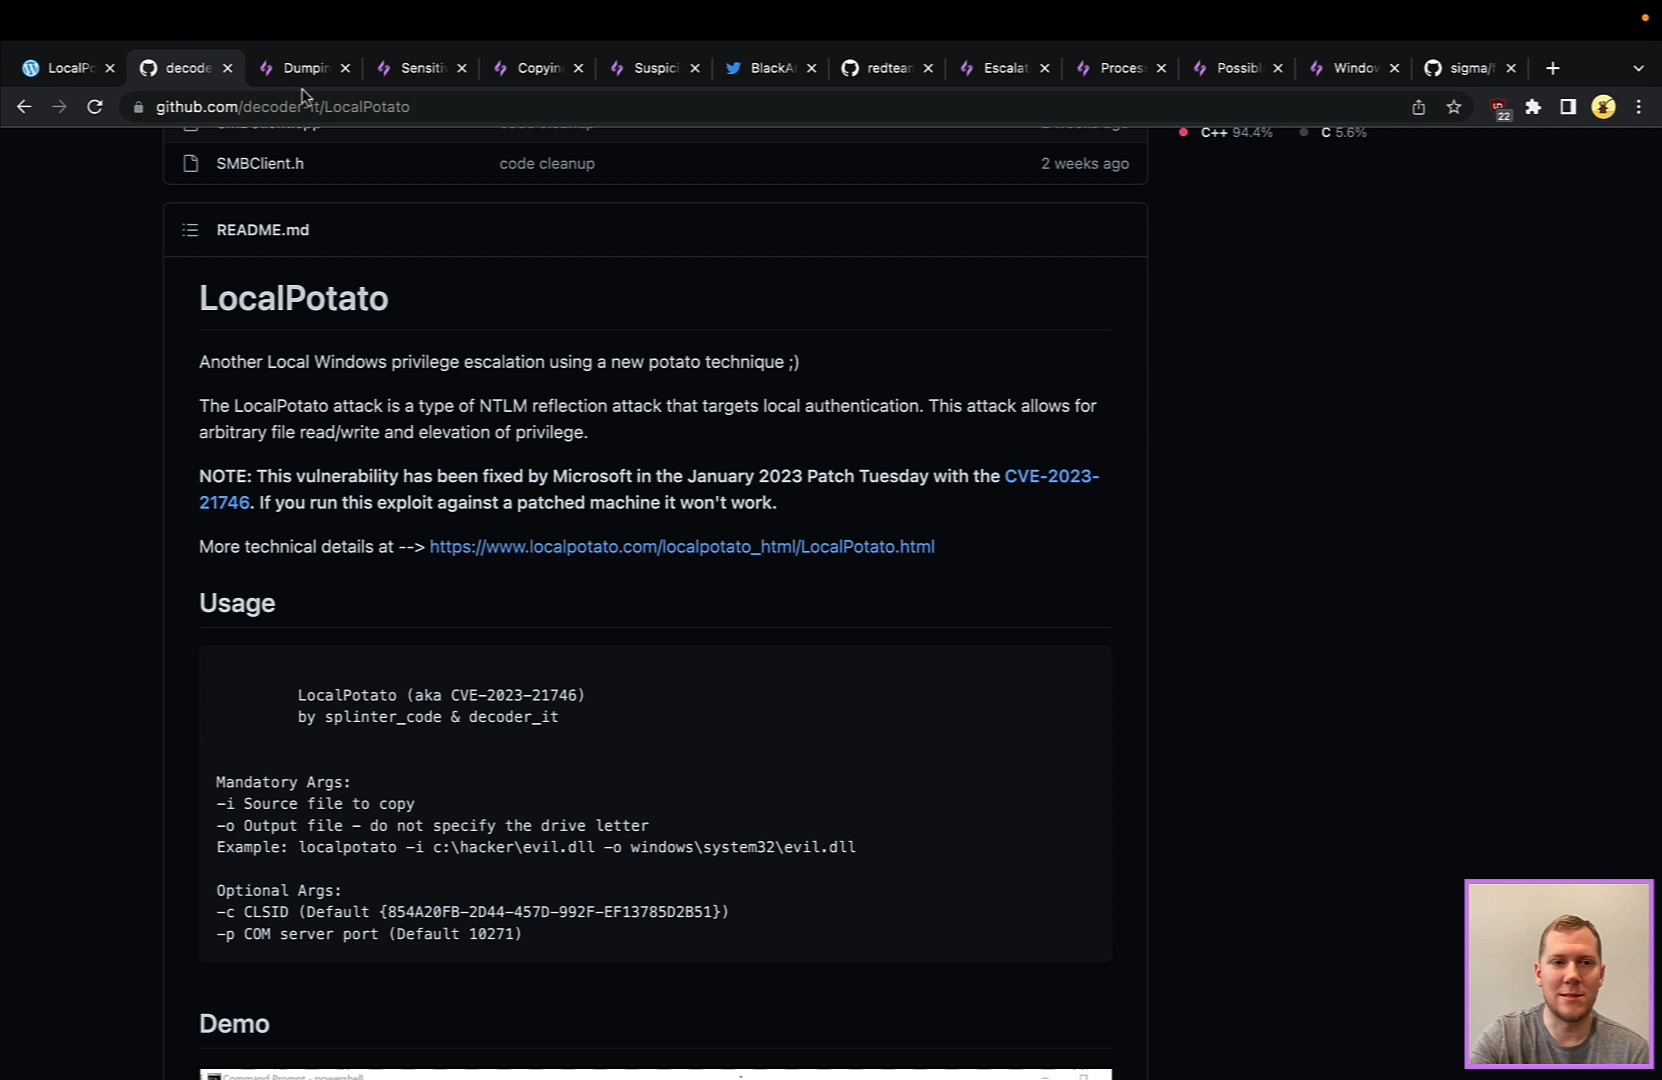 LocalPo
decode
Dumpin
Sensiti
Copyin
Suspici
BlackA
redtear
Escalat
Proces
Possibl
Window
sigma/
github.com/decoder-it/LocalPotato
22
C++ 94.4% C 5.6%
SMBClient.h code cleanup 2 weeks ago
README.md
LocalPotato
Another Local Windows privilege escalation using a new potato technique ;)
The LocalPotato attack is a type of NTLM reflection attack that targets local authentication. This attack allows for
arbitrary file read/write and elevation of privilege.
NOTE: This vulnerability has been fixed by Microsoft in the January 2023 Patch Tuesday with the CVE-2023-
21746. If you run this exploit against a patched machine it won't work.
More technical details at --> https://www.localpotato.com/localpotato_html/LocalPotato.html
Usage
LocalPotato (aka CVE-2023-21746)
by splinter_code & decoder_it
Mandatory Args:
-i Source file to copy
-o Output file - do not specify the drive letter
Example: localpotato -i c:\hacker\evil.dll -o windows\system32\evil.dll
Optional Args:
-c CLSID (Default {854A20FB-2D44-457D-992F-EF13785D2B51})
-p COM server port (Default 10271)
Demo
Command Prompt - powershell